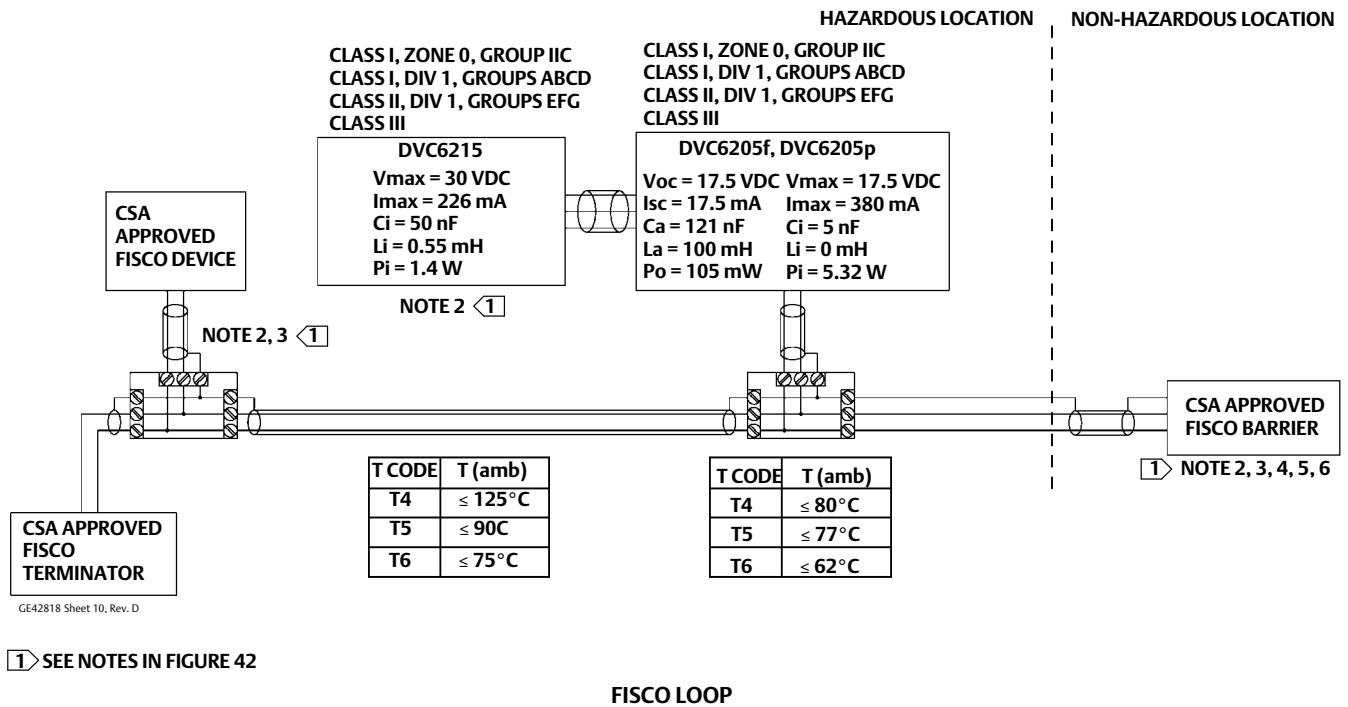 HAZARDOUS LOCATION
NON-HAZARDOUS LOCATION
CLASS I, ZONE 0, GROUP IIC
CLASS I, DIV 1, GROUPS ABCD
CLASS II, DIV 1, GROUPS EFG
CLASS III
CLASS I, ZONE 0, GROUP IIC
CLASS I, DIV 1, GROUPS ABCD
CLASS II, DIV 1, GROUPS EFG
CLASS III
DVC6215
Vmax = 30 VDC
Imax = 226 mA
Ci = 50 nF
Li = 0.55 mH
Pi = 1.4 W
DVC6205f, DVC6205p
Voc = 17.5 VDC Vmax = 17.5 VDC
Isc = 17.5 mA Imax = 380 mA
Ca = 121 nF Ci = 5 nF
La = 100 mH Li = 0 mH
Po = 105 mW Pi = 5.32 W
CSA
APPROVED
FISCO DEVICE
NOTE 2 1
NOTE 2, 3 1
CSA APPROVED
FISCO BARRIER
1 NOTE 2, 3, 4, 5, 6
T CODE T (amb)
T4 ≤ 125°C
T5 ≤ 90C
T6 ≤ 75°C
T CODE T (amb)
T4 ≤ 80°C
T5 ≤ 77°C
T6 ≤ 62°C
CSA APPROVED
FISCO
TERMINATOR
GE42818 Sheet 10, Rev. D
1 SEE NOTES IN FIGURE 42
FISCO LOOP